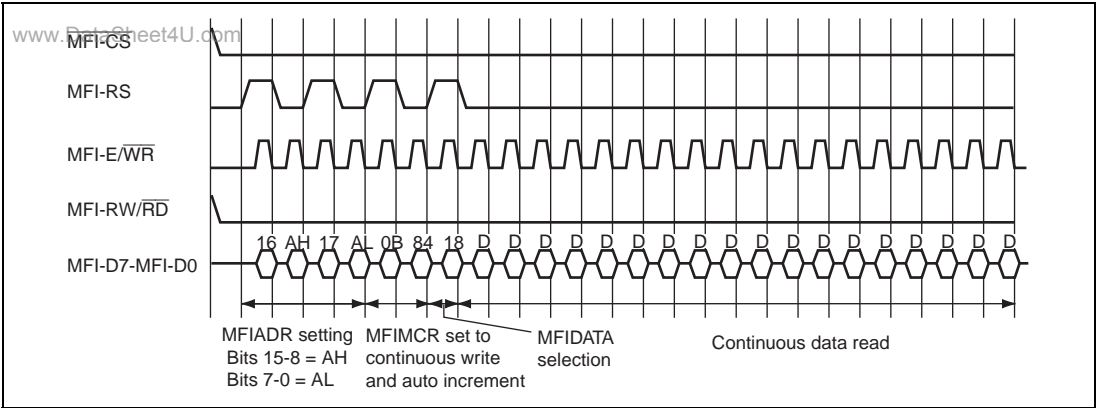 www.DataSheet4U.com
MFI-CS
MFI-RS
MFI-E/WR
MFI-RW/RD
16 AH 17 AL 0B 84 18 D D D D D D D D D D D D D D D D D D
MFI-D7-MFI-D0
MFIADR setting
Bits 15-8 = AH
Bits 7-0 = AL
MFIMCR set to
continuous write
and auto increment
MFIDATA
selection
Continuous data read